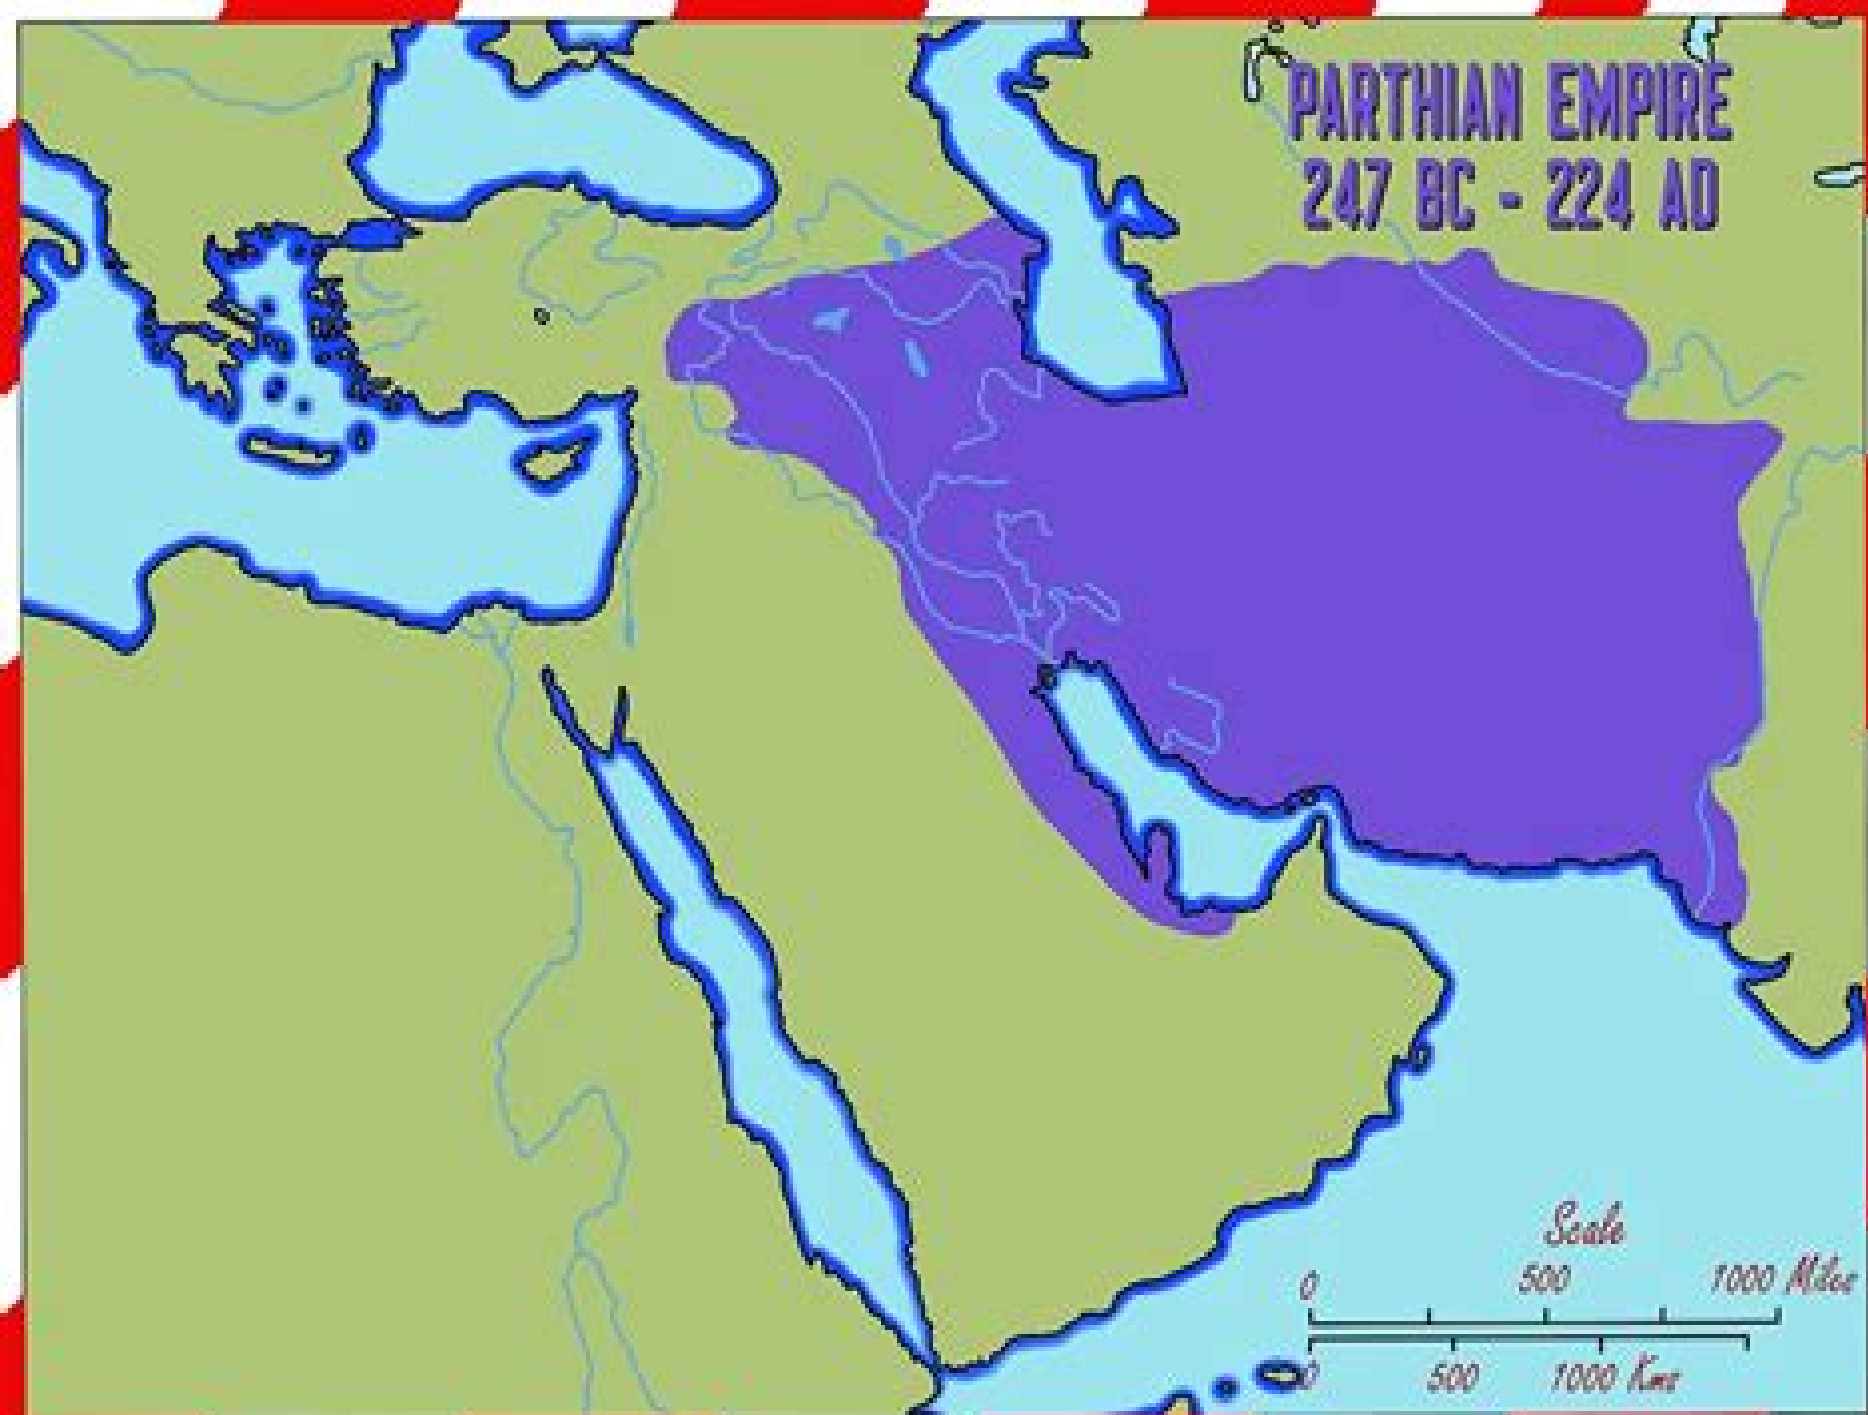 PARTHIAN EMPIRE
247 BC - 224 AD
Scale
0 500 1000 Miles
0 500 1000 Kms